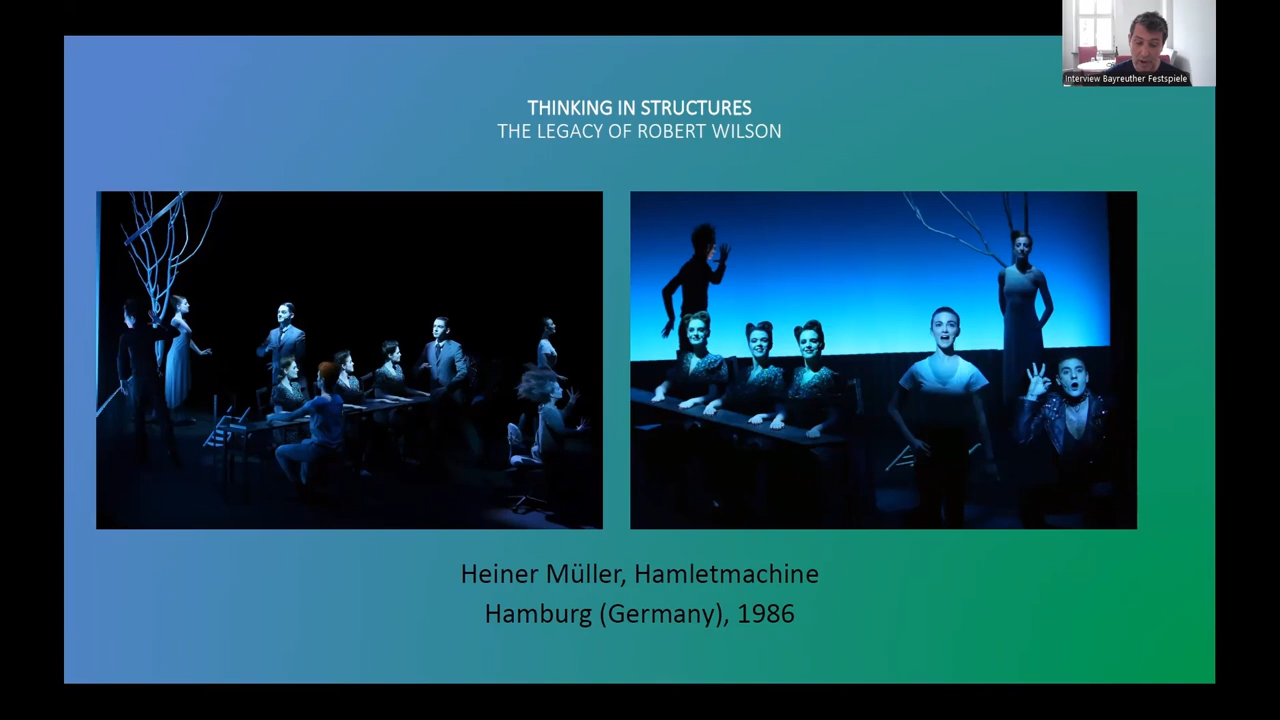 Interview Bayreuther Festspiele
THINKING IN STRUCTURES
THE LEGACY OF ROBERT WILSON
Heiner Müller, Hamletmachine
Hamburg (Germany), 1986